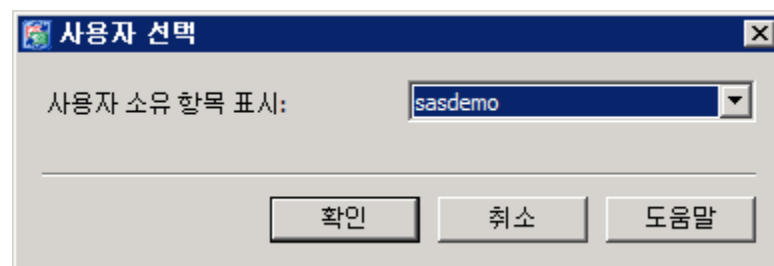 사용자 선택
사용자 소유 항목 표시: sasdemo
확인 취소 도움말